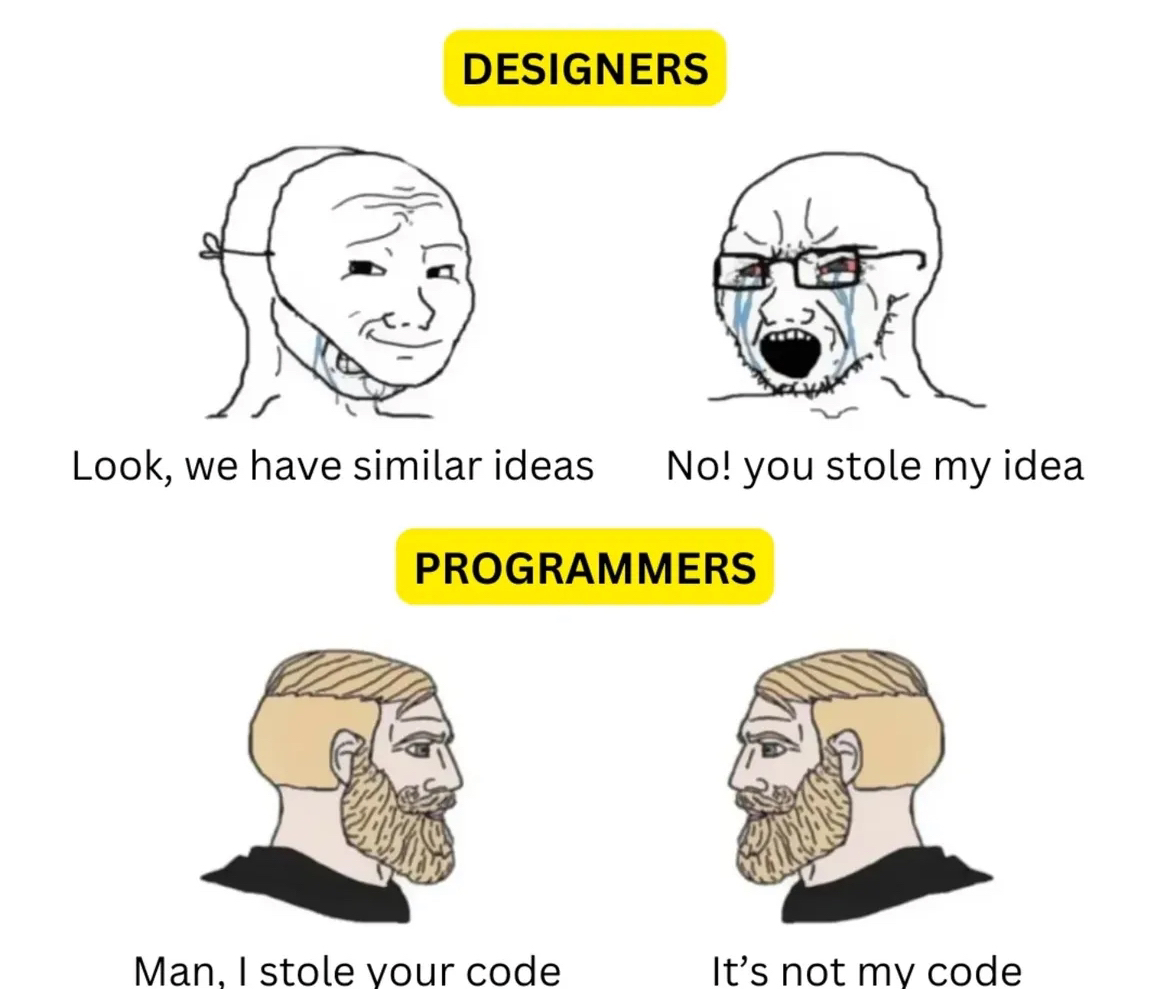 DESIGNERS
Look, we have similar ideas
No! you stole my idea
PROGRAMMERS
Man, I stole your code
It's not my code